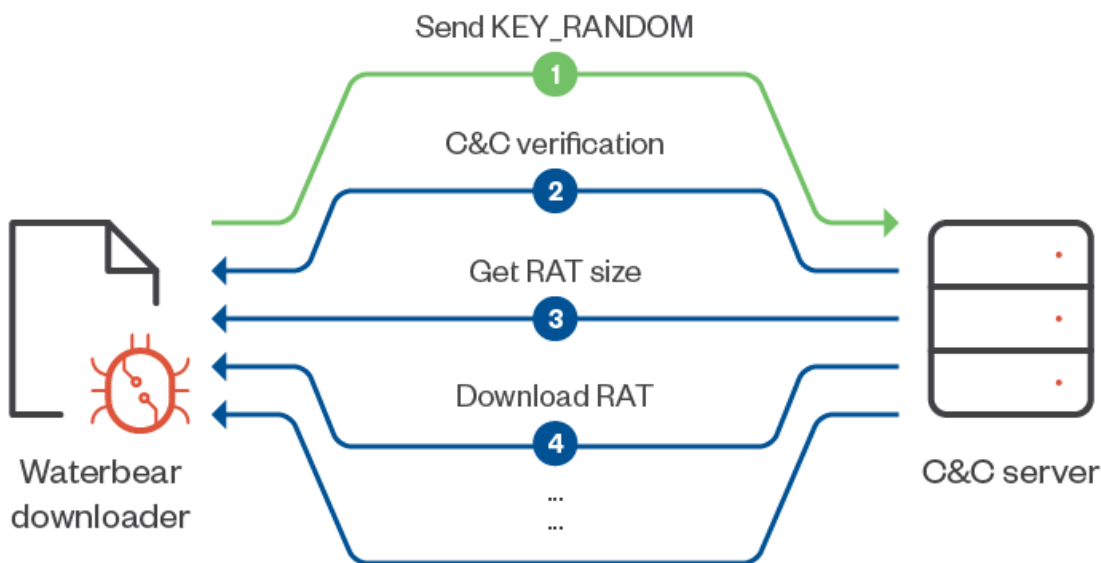 Send KEY_RANDOM
1
C&C verification
2
Get RAT size
3
Download RAT
4
...
...
Waterbear
downloader
C&C server